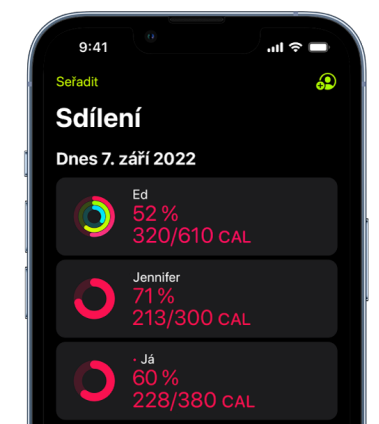 9:41
Seřadit
Sdílení
Dnes 7. září 2022
Ed
52 %
320/610 CAL
Jennifer
71 %
213/300 CAL
· Já
60 %
228/380 CAL